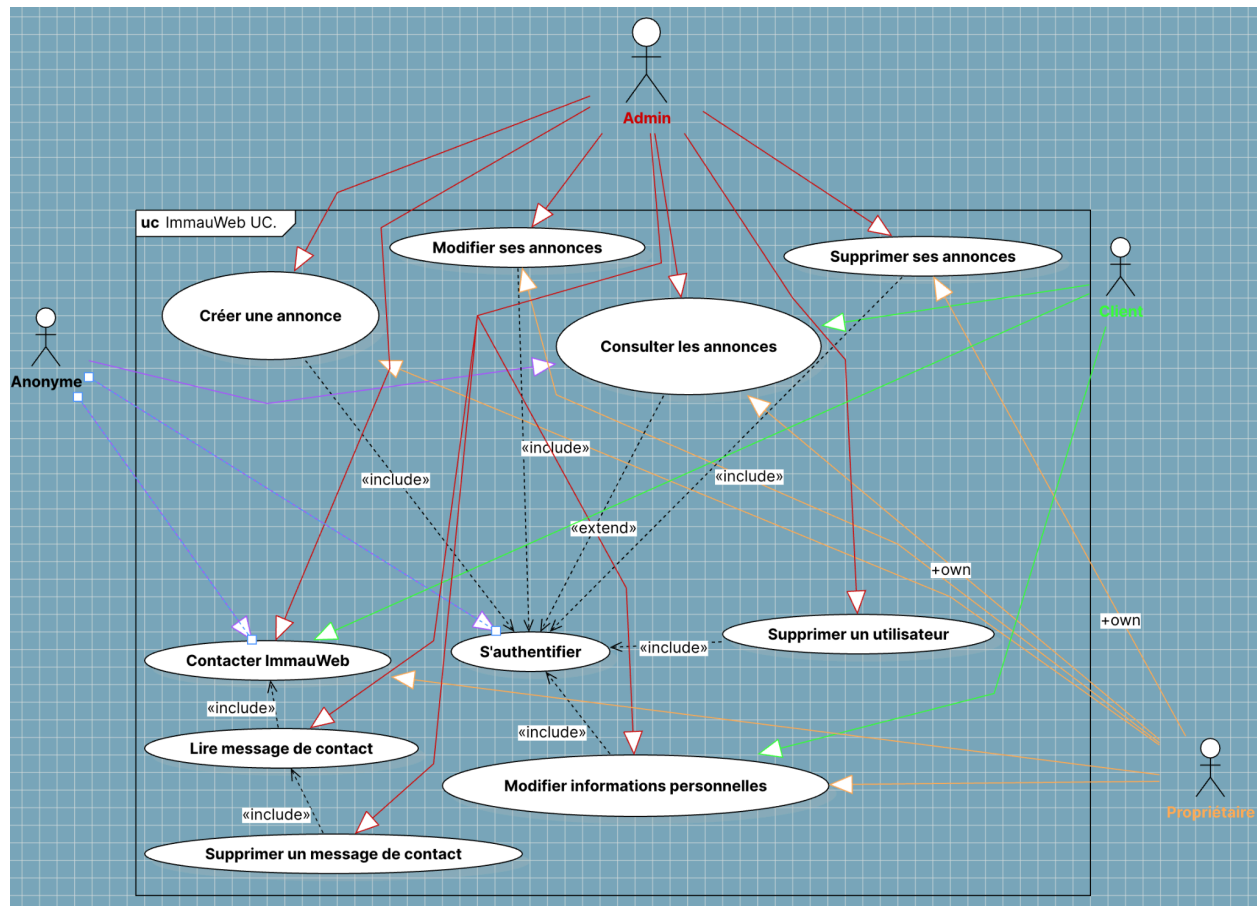 Admin
uc ImmauWeb UC.
Modifier ses annonces
Supprimer ses annonces
Créer une annonce
Client
Consulter les annonces
Anonyme
«include»
«include»
«include»
«extend»
+own
+own
Supprimer un utilisateur
S'authentifier
«include»
Contacter ImmauWeb
«include»
«include»
Lire message de contact
Modifier informations personnelles
Propriétaire
«include»
Supprimer un message de contact